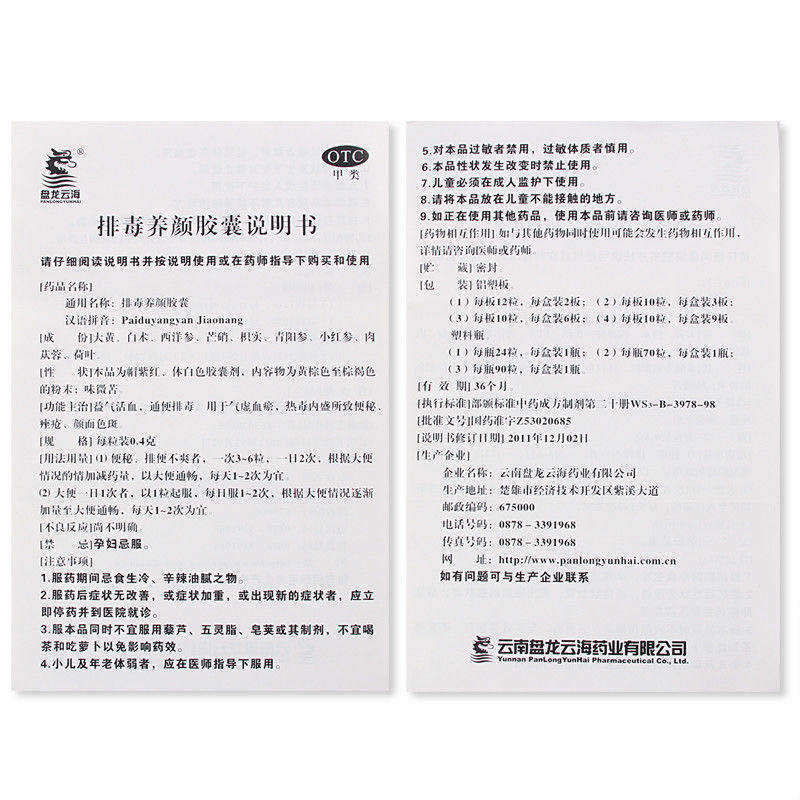 盘龙云海
PANLONGYUNHAI
OTC
甲类
排毒养颜胶囊说明书
请仔细阅读说明书并按说明使用或在药师指导下购买和使用
[药品名称]
通用名称：排毒养颜胶囊
汉语拼音：Paiduyangyan Jiaonang
[成 份]大黄、白术、西洋参、芒硝、枳实、青阳参、小红参、肉
苁蓉、荷叶。
[性 状]本品为帽紫红、体白色胶囊剂，内容物为黄棕色至棕褐色
的粉末；味微苦。
[功能主治]益气活血，通便排毒。用于气虚血瘀，热毒内盛所致便秘、
痤疮、颜面色斑。
[规 格]每粒装0.4克
[用法用量]⑴ 便秘、排便不爽者，一次3~6粒，一日2次，根据大便
情况酌情加减药量，以大便通畅，每天1~2次为宜。
⑵ 大便一日1次者，以1粒起服，每日服1~2次，根据大便情况逐渐
加量至大便通畅，每天1~2次为宜。
[不良反应]尚不明确。
[禁 忌]孕妇忌服。
[注意事项]
1.服药期间忌食生冷、辛辣油腻之物。
2.服药后症状无改善，或症状加重，或出现新的症状者，应立
即停药并到医院就诊。
3.服本品同时不宜服用藜芦、五灵脂、皂荚或其制剂，不宜喝
茶和吃萝卜以免影响药效。
4.小儿及年老体弱者，应在医师指导下服用。
5.对本品过敏者禁用，过敏体质者慎用。
6.本品性状发生改变时禁止使用。
7.儿童必须在成人监护下使用。
8.请将本品放在儿童不能接触的地方。
9.如正在使用其他药品，使用本品前请咨询医师或药师。
[药物相互作用] 如与其他药物同时使用可能会发生药物相互作用，
详情请咨询医师或药师。
[贮 藏]密封。
[包 装]铝塑板。
（1）每板12粒，每盒装2板；（2）每板10粒，每盒装3板；
（3）每板10粒，每盒装6板；（4）每板10粒，每盒装9板。
塑料瓶。
（1）每瓶24粒，每盒装1瓶；（2）每瓶70粒，每盒装1瓶；
（3）每瓶90粒，每盒装1瓶。
[有 效 期]36个月。
[执行标准]部颁标准中药成方制剂第二十册WS3-B-3978-98
[批准文号]国药准字Z53020685
[说明书修订日期]2011年12月02日
[生产企业]
企业名称：云南盘龙云海药业有限公司
生产地址：楚雄市经济技术开发区紫溪大道
邮政编码：675000
电话号码：0878-3391968
传真号码：0878-3391968
网 址：http://www.panlongyunhai.com.cn
如有问题可与生产企业联系
云南盘龙云海药业有限公司
Yunnan PanLongYunHai Pharmaceutical Co., Ltd.